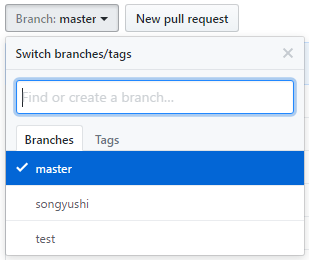 Branch: master New pull request
Switch branches/tags
Find or create a branch...
Branches Tags
master
songyushi
test